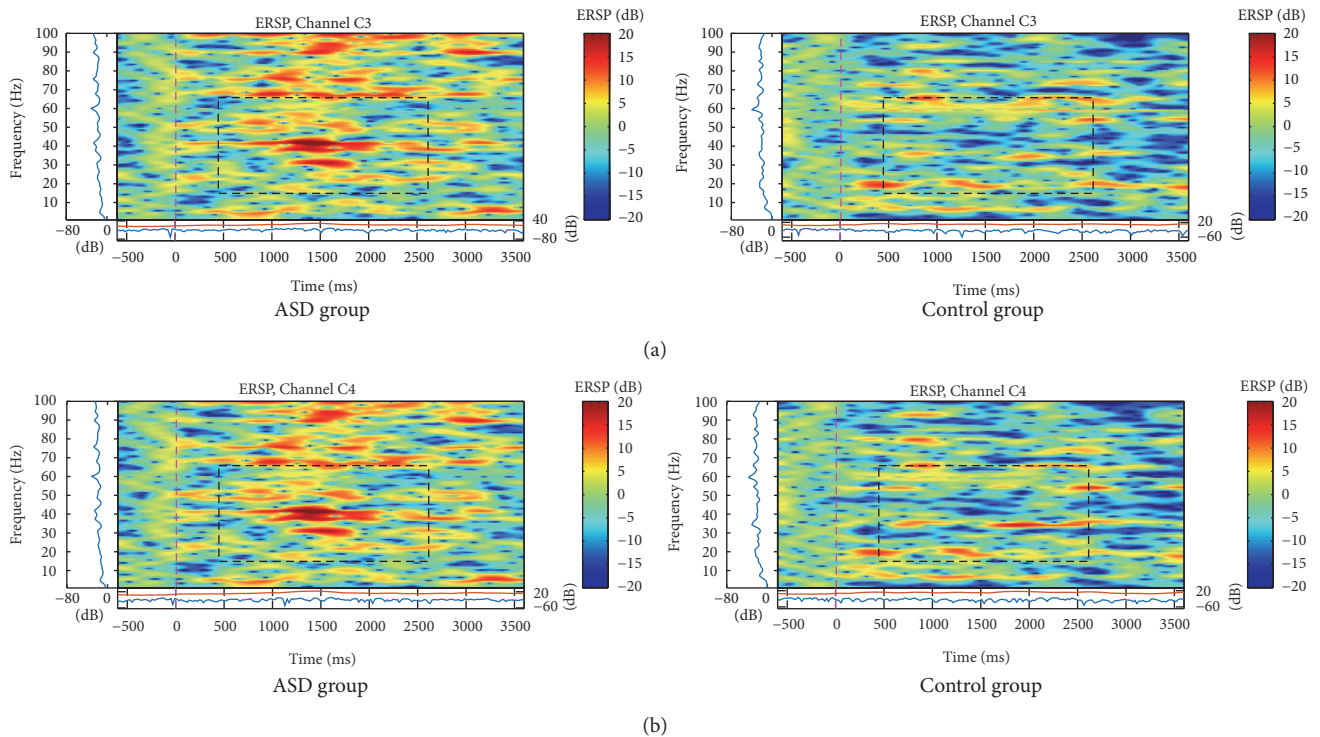 ERSP, Channel C3
ERSP (dB)
Frequency (Hz)
100
90
80
70
60
50
40
30
20
10
20
15
10
5
0
−5
−10
−15
−20
−80 0
(dB)
40
−80
(dB)
−500 0 500 1000 1500 2000 2500 3000 3500
Time (ms)
ASD group
ERSP, Channel C3
ERSP (dB)
Frequency (Hz)
100
90
80
70
60
50
40
30
20
10
20
15
10
5
0
−5
−10
−15
−20
−80 0
(dB)
20
−60
(dB)
−500 0 500 1000 1500 2000 2500 3000 3500
Time (ms)
Control group
(a)
ERSP, Channel C4
ERSP (dB)
Frequency (Hz)
100
90
80
70
60
50
40
30
20
10
20
15
10
5
0
−5
−10
−15
−20
−80 0
(dB)
20
−60
(dB)
−500 0 500 1000 1500 2000 2500 3000 3500
Time (ms)
ASD group
ERSP, Channel C4
ERSP (dB)
Frequency (Hz)
100
90
80
70
60
50
40
30
20
10
20
15
10
5
0
−5
−10
−15
−20
−80 0
(dB)
20
−60
(dB)
−500 0 500 1000 1500 2000 2500 3000 3500
Time (ms)
Control group
(b)